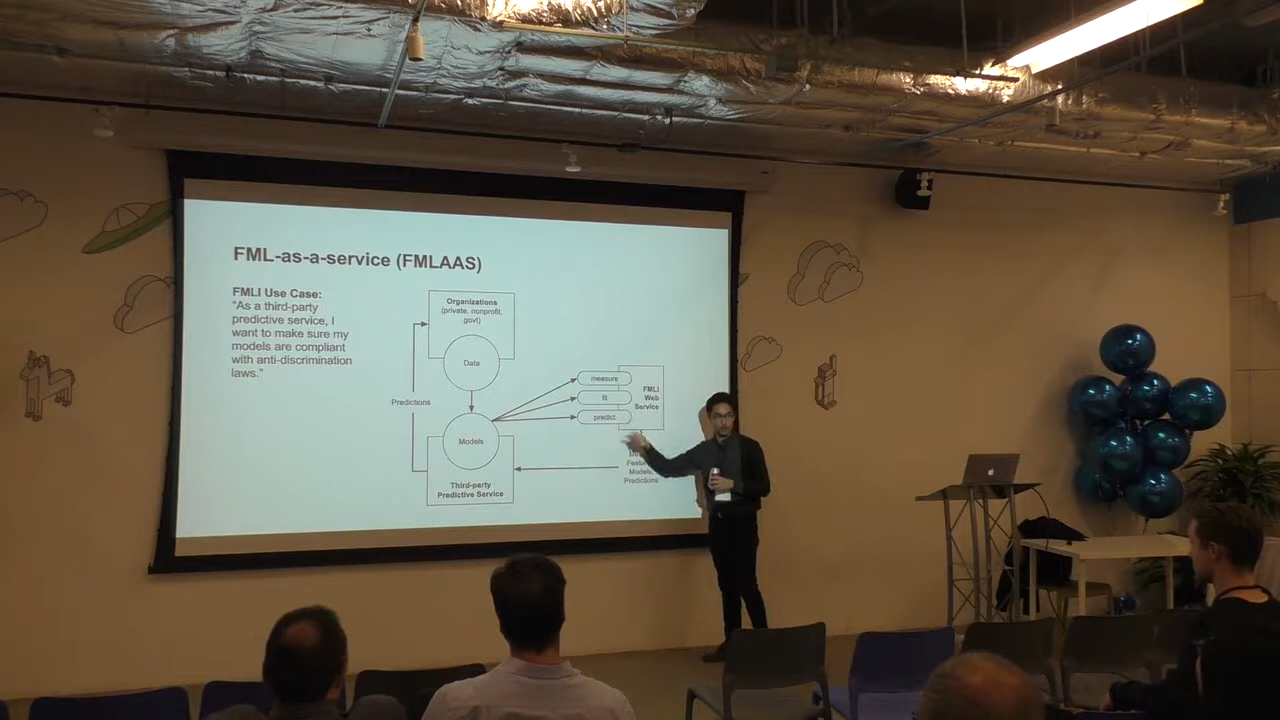 FML-as-a-service (FMLAAS)
FMLI Use Case:
"As a third-party
predictive service, I
want to make sure my
models are compliant
with anti-discrimination
laws."
Organizations
(private, nonprofit,
govt)
Data
Predictions
Models
Third-party
Predictive Service
measure
fit
predict
FMLI
Web
Service
Models
Predictions